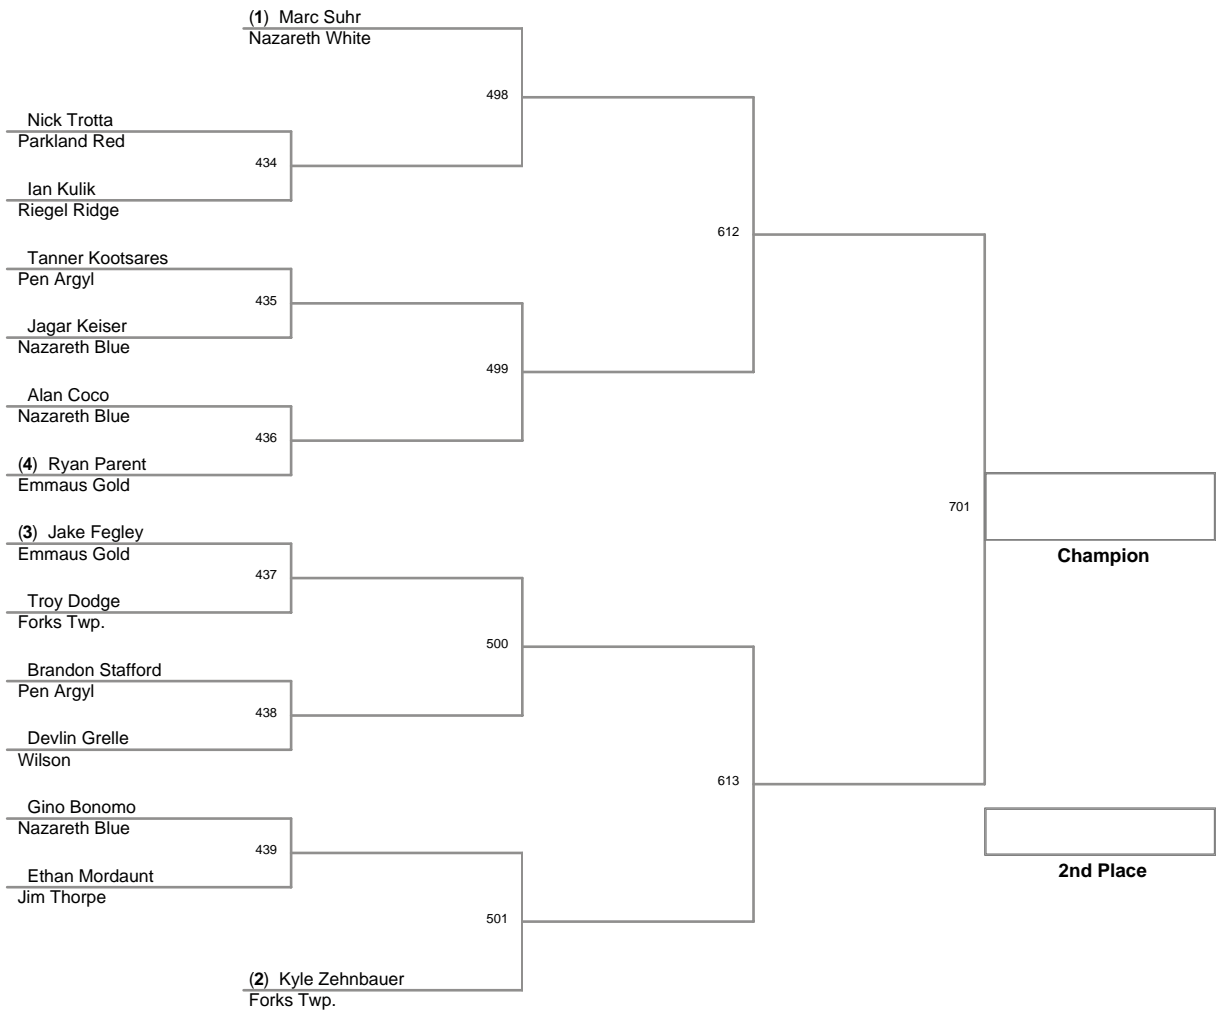 (1) Marc Suhr
Nazareth White
498
Nick Trotta
Parkland Red
434
Ian Kulik
Riegel Ridge
612
Tanner Kootsares
Pen Argyl
435
Jagar Keiser
Nazareth Blue
499
Alan Coco
Nazareth Blue
436
(4) Ryan Parent
Emmaus Gold
701
Champion
(3) Jake Fegley
Emmaus Gold
437
Troy Dodge
Forks Twp.
500
Brandon Stafford
Pen Argyl
438
Devlin Grelle
Wilson
613
Gino Bonomo
Nazareth Blue
439
Ethan Mordaunt
Jim Thorpe
2nd Place
501
(2) Kyle Zehnbauer
Forks Twp.